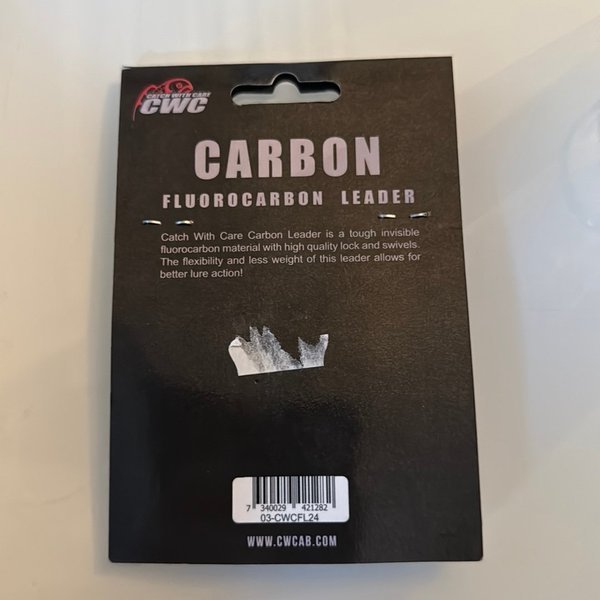 CATCH WITH CARE
CWC
CARBON
FLUOROCARBON LEADER
Catch With Care Carbon Leader is a tough invisible
fluorocarbon material with high quality lock and swivels.
The flexibility and less weight of this leader allows for
better lure action!
7 340029 421282
03-CWCFL24
WWW.CWCAB.COM